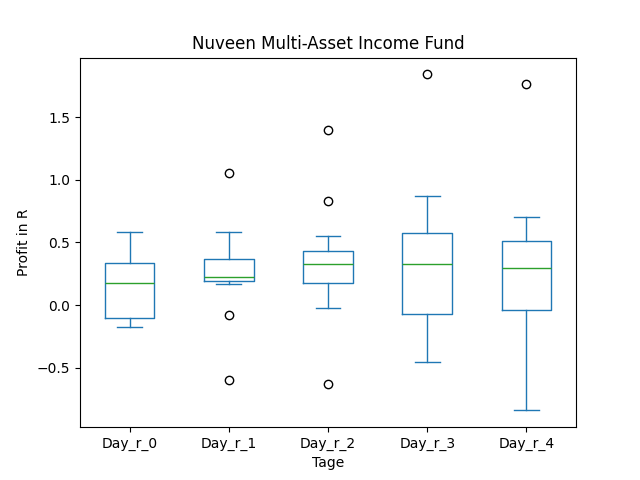 Nuveen Multi-Asset Income Fund
Profit in R
1.5
1.0
0.5
0.0
−0.5
Day_r_0 Day_r_1 Day_r_2 Day_r_3 Day_r_4
Tage